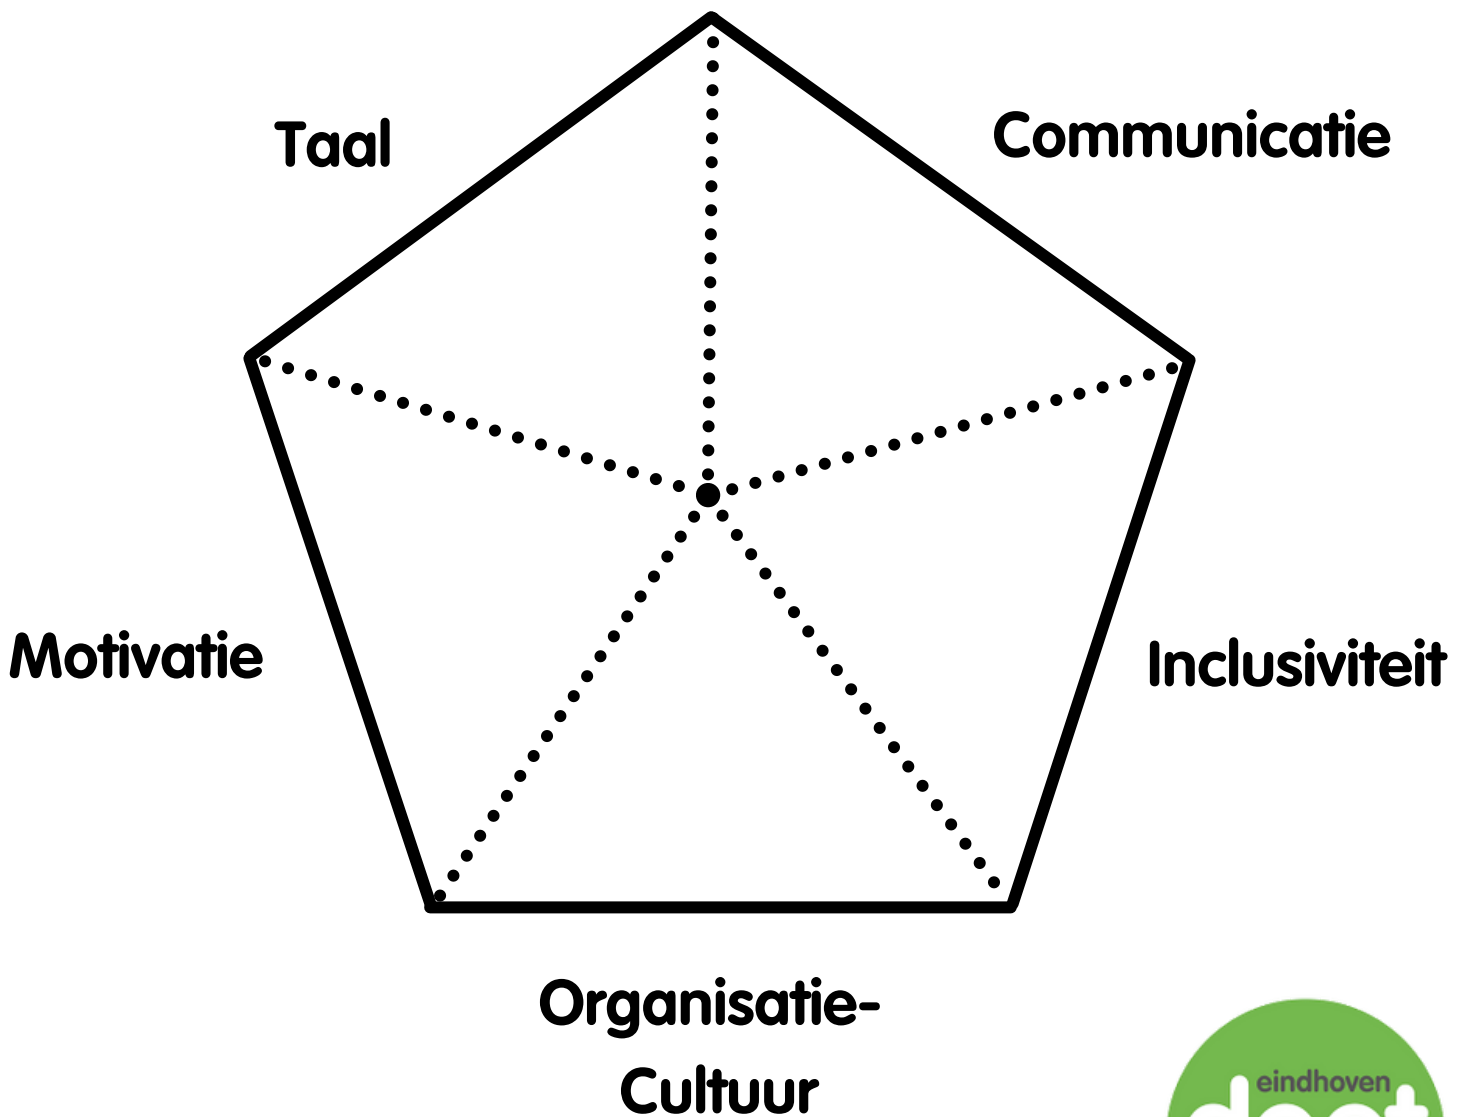 Taal
Communicatie
Motivatie
Inclusiviteit
Organisatie-
Cultuur
eindhoven